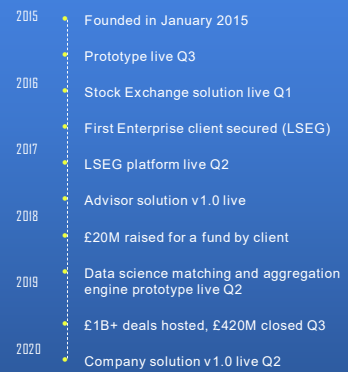 2015
Founded in January 2015
Prototype live Q3
2016
Stock Exchange solution live Q1
First Enterprise client secured (LSEG)
2017
LSEG platform live Q2
Advisor solution v1.0 live
2018
£20M raised for a fund by client
Data science matching and aggregation
2019
engine prototype live Q2
£1B+ deals hosted, £420M closed Q3
2020
Company solution v1.0 live Q2